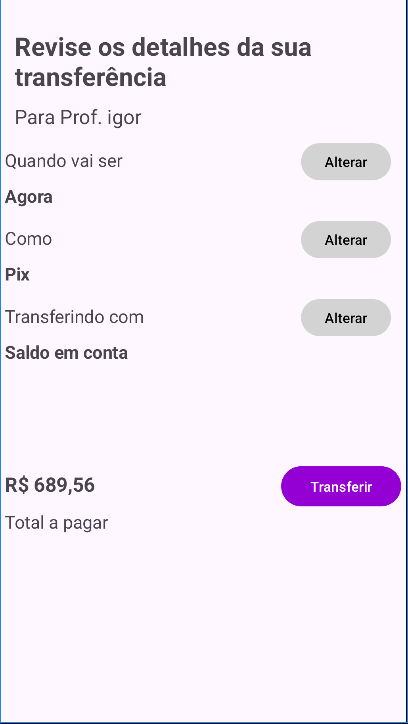 Revise os detalhes da sua
transferência
Para Prof. igor
Quando vai ser
Alterar
Agora
Como
Alterar
Pix
Transferindo com
Alterar
Saldo em conta
R$ 689,56
Transferir
Total a pagar